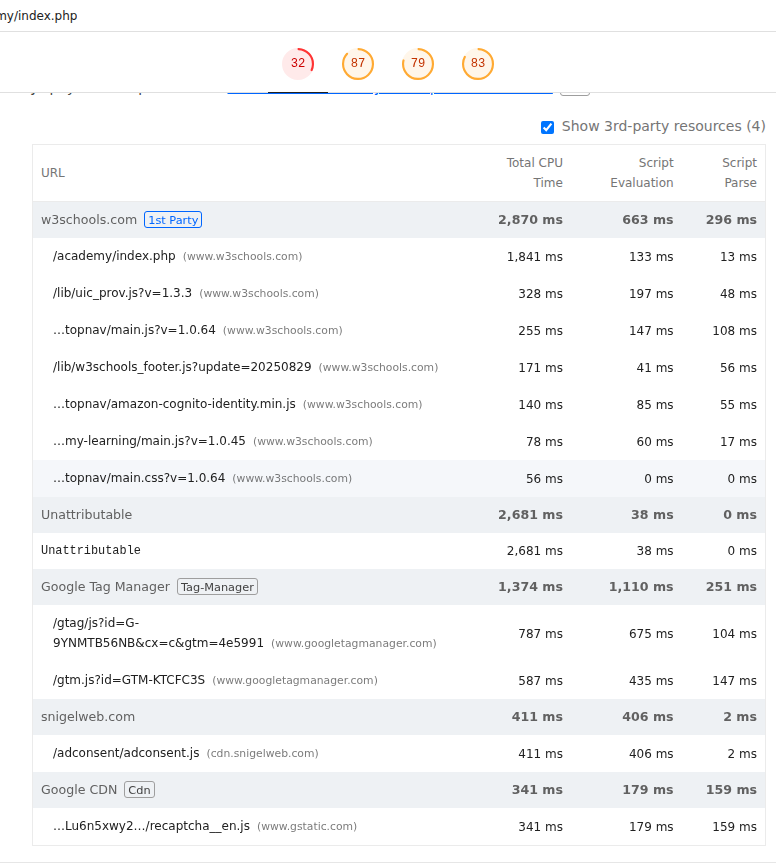 my/index.php
32 87 79 83
Show 3rd-party resources (4)
URL Total CPU Time Script Evaluation Script Parse
w3schools.com 1st Party 2,870 ms 663 ms 296 ms
/academy/index.php (www.w3schools.com) 1,841 ms 133 ms 13 ms
/lib/uic_prov.js?v=1.3.3 (www.w3schools.com) 328 ms 197 ms 48 ms
…topnav/main.js?v=1.0.64 (www.w3schools.com) 255 ms 147 ms 108 ms
/lib/w3schools_footer.js?update=20250829 (www.w3schools.com) 171 ms 41 ms 56 ms
…topnav/amazon-cognito-identity.min.js (www.w3schools.com) 140 ms 85 ms 55 ms
…my-learning/main.js?v=1.0.45 (www.w3schools.com) 78 ms 60 ms 17 ms
…topnav/main.css?v=1.0.64 (www.w3schools.com) 56 ms 0 ms 0 ms
Unattributable 2,681 ms 38 ms 0 ms
Unattributable 2,681 ms 38 ms 0 ms
Google Tag Manager Tag-Manager 1,374 ms 1,110 ms 251 ms
/gtag/js?id=G-
9YNMTB56NB&cx=c&gtm=4e5991 (www.googletagmanager.com) 787 ms 675 ms 104 ms
/gtm.js?id=GTM-KTCFC3S (www.googletagmanager.com) 587 ms 435 ms 147 ms
snigelweb.com 411 ms 406 ms 2 ms
/adconsent/adconsent.js (cdn.snigelweb.com) 411 ms 406 ms 2 ms
Google CDN Cdn 341 ms 179 ms 159 ms
…Lu6n5xwy2…/recaptcha__en.js (www.gstatic.com) 341 ms 179 ms 159 ms